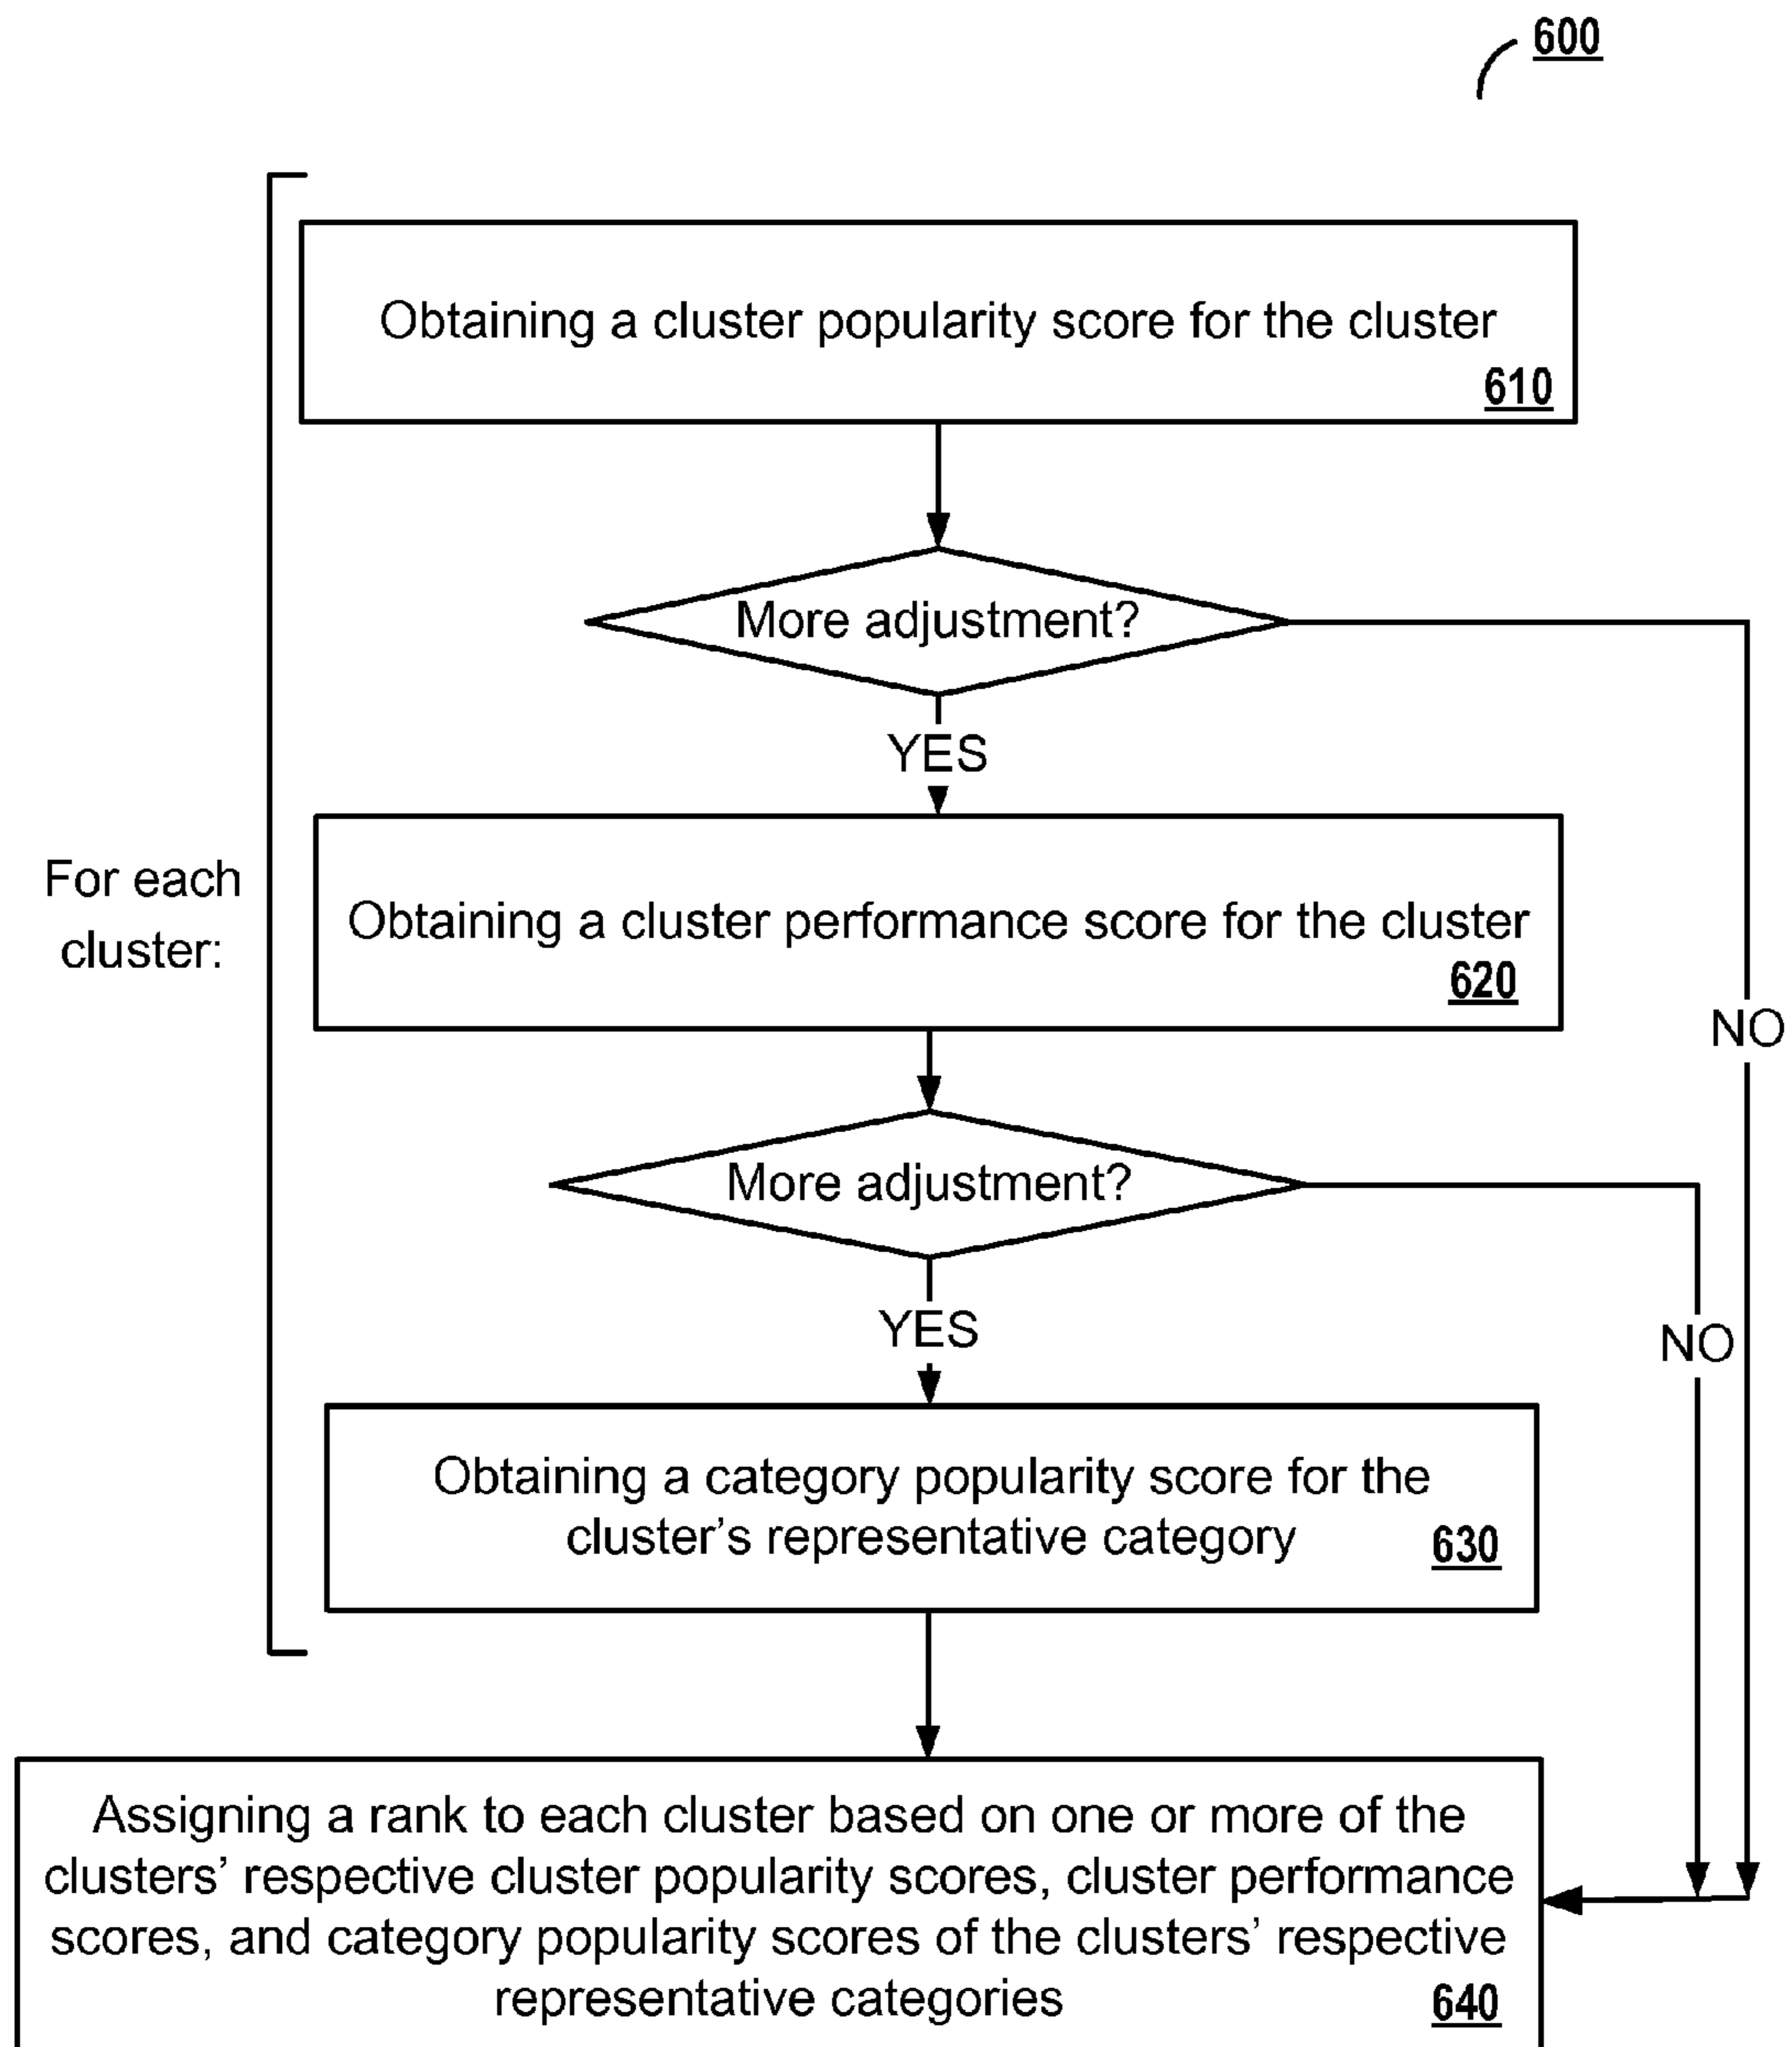 600
Obtaining a cluster popularity score for the cluster
610
More adjustment?
YES
For each
cluster:
Obtaining a cluster performance score for the cluster
620
NO
More adjustment?
YES
NO
Obtaining a category popularity score for the
cluster’s representative category
630
Assigning a rank to each cluster based on one or more of the
clusters’ respective cluster popularity scores, cluster performance
scores, and category popularity scores of the clusters’ respective
representative categories
640